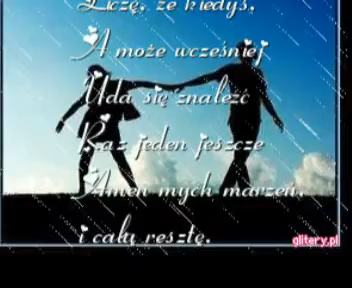 Liczę, że kiedyś,
A może wcześniej
Uda się znaleźć
Raz jeden jeszcze
Amen mych marzeń,
i całą resztę.
glitery.pl